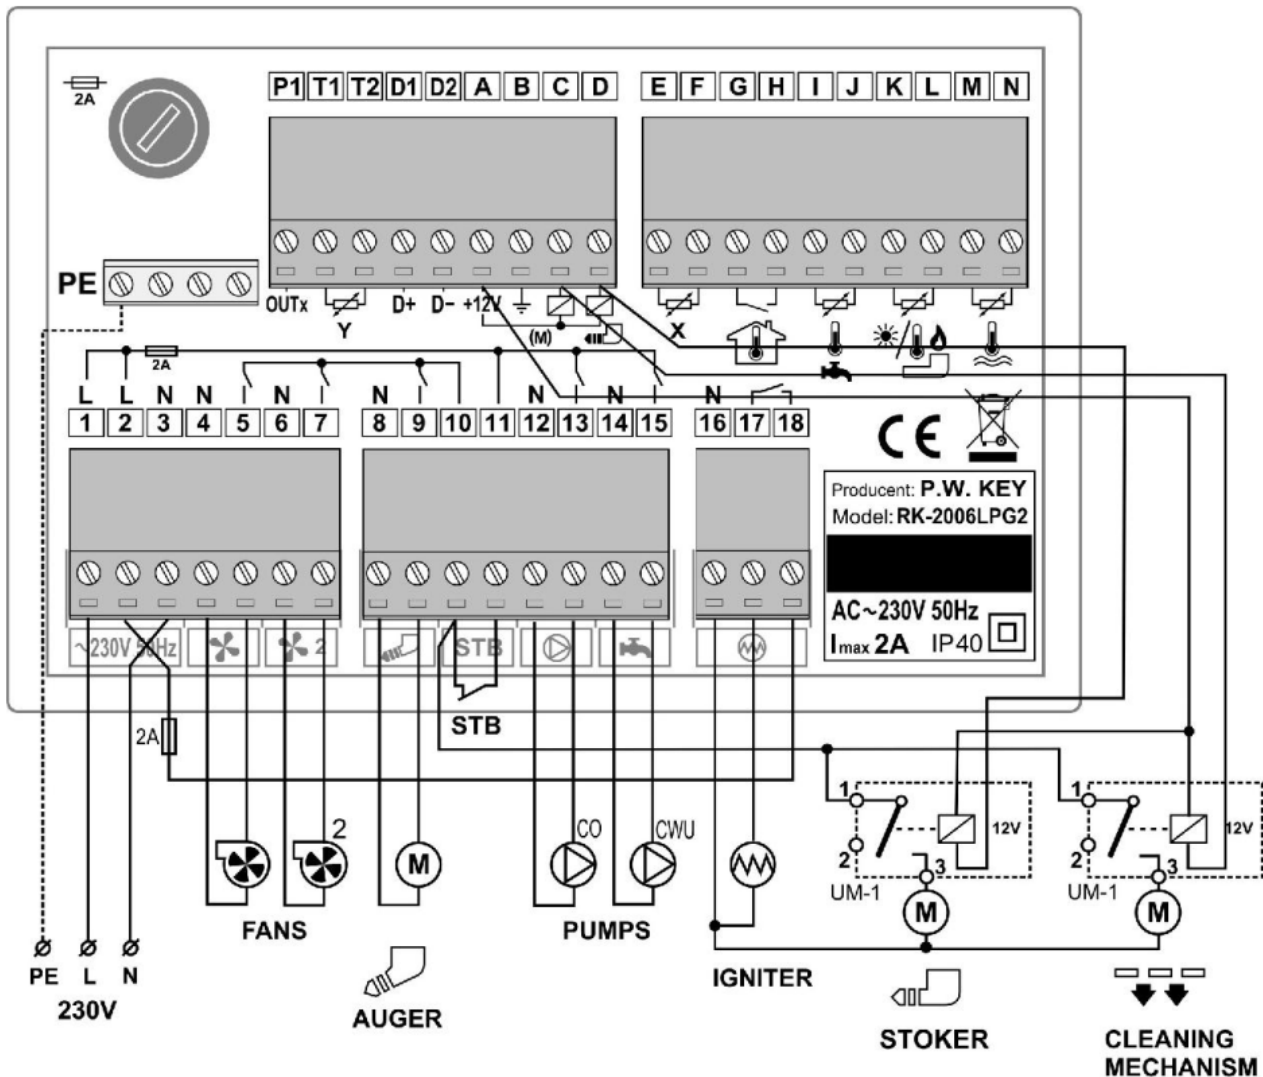 P1 T1 T2 D1 D2 A B C D E F G H I J K L M N
2A
PE
OUTx Y D+ D- +12V (M) X
2A
L L N N N N N N N
1 2 3 4 5 6 7 8 9 10 11 12 13 14 15 16 17 18
CE
Producent: P.W. KEY
Model: RK-2006LPG2
AC~230V 50Hz
Imax 2A IP40
~230V 50Hz 2 STB
STB
2A
1 12V 1 12V
2 CO CWU
2 3 2 3
UM-1 UM-1
M M M
FANS PUMPS
PE L N IGNITER
230V AUGER
STOKER CLEANING
MECHANISM